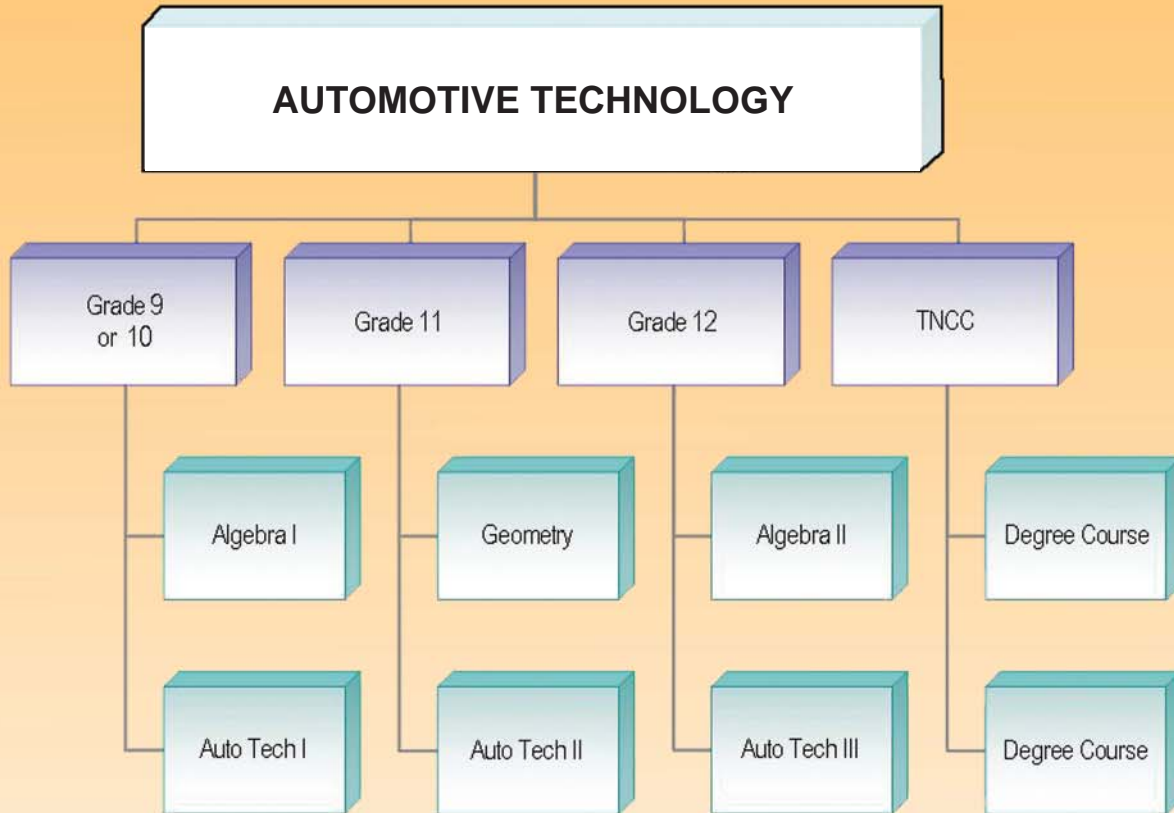 AUTOMOTIVE TECHNOLOGY
Grade 9
or 10
Grade 11
Grade 12
TNCC
Algebra I
Geometry
Algebra II
Degree Course
Auto Tech I
Auto Tech II
Auto Tech III
Degree Course